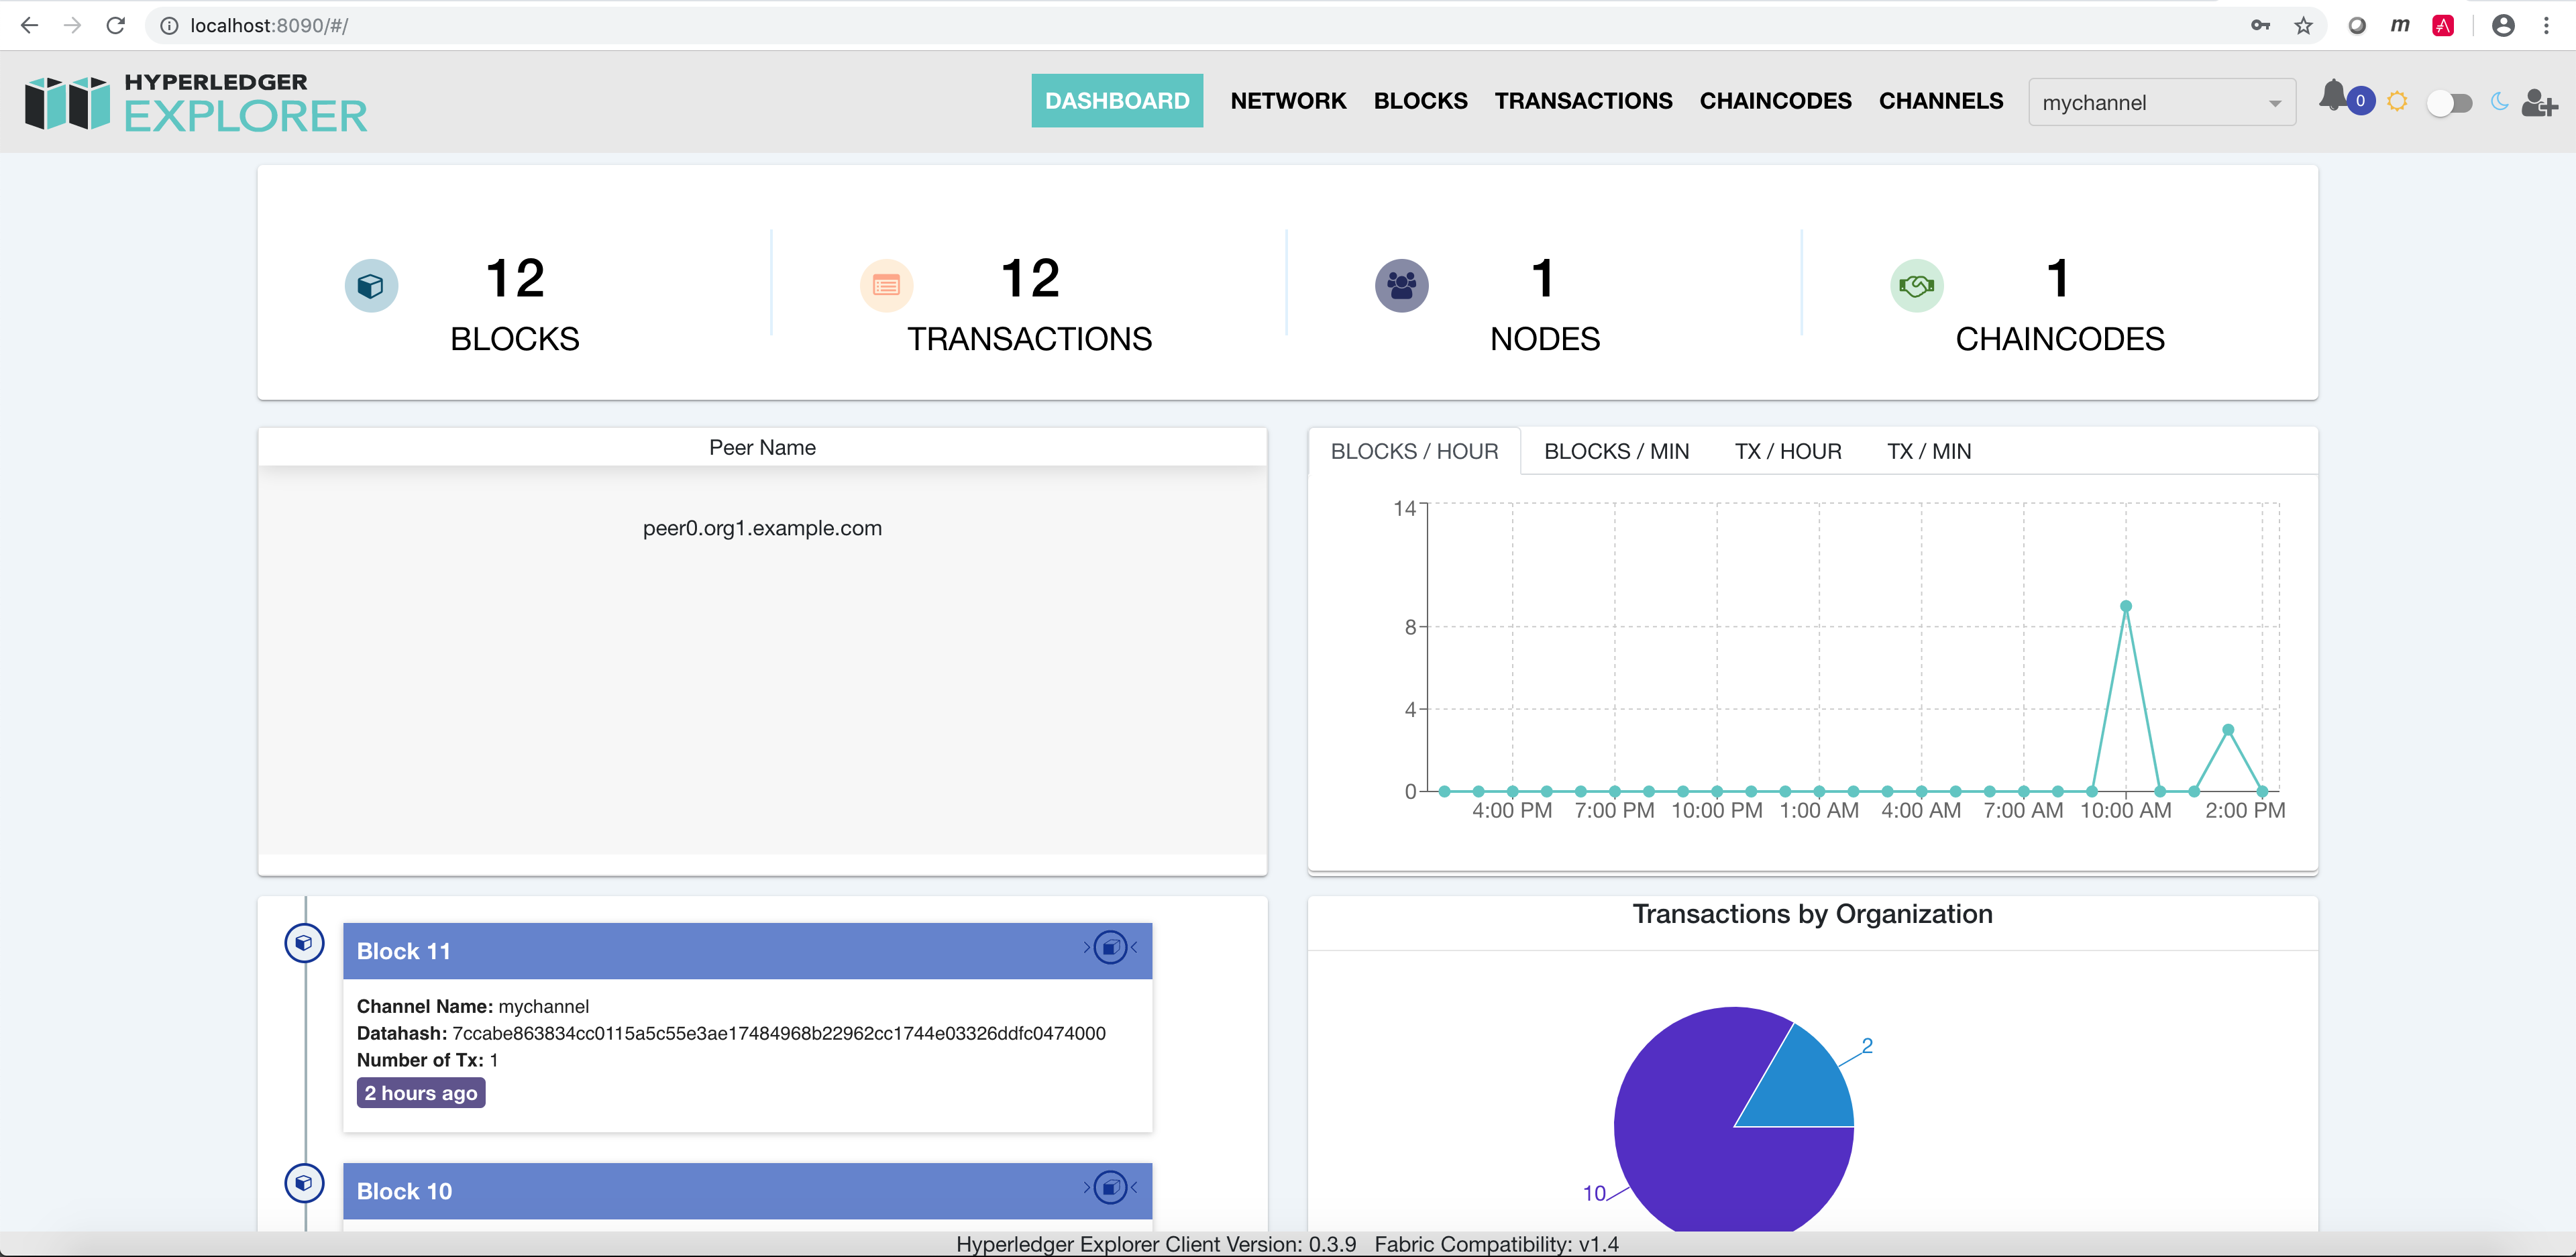 localhost:8090/#/
m
HYPERLEDGER
EXPLORER
DASHBOARD NETWORK BLOCKS TRANSACTIONS CHAINCODES CHANNELS mychannel 0
12 12 1 1
BLOCKS TRANSACTIONS NODES CHAINCODES
Peer Name
peer0.org1.example.com
BLOCKS / HOUR BLOCKS / MIN TX / HOUR TX / MIN
14
8
4
0
4:00 PM 7:00 PM 10:00 PM 1:00 AM 4:00 AM 7:00 AM 10:00 AM 2:00 PM
Block 11
Channel Name: mychannel
Datahash: 7ccabe863834cc0115a5c55e3ae17484968b22962cc1744e03326ddfc0474000
Number of Tx: 1
2 hours ago
Block 10
Transactions by Organization
2
10
Hyperledger Explorer Client Version: 0.3.9 Fabric Compatibility: v1.4